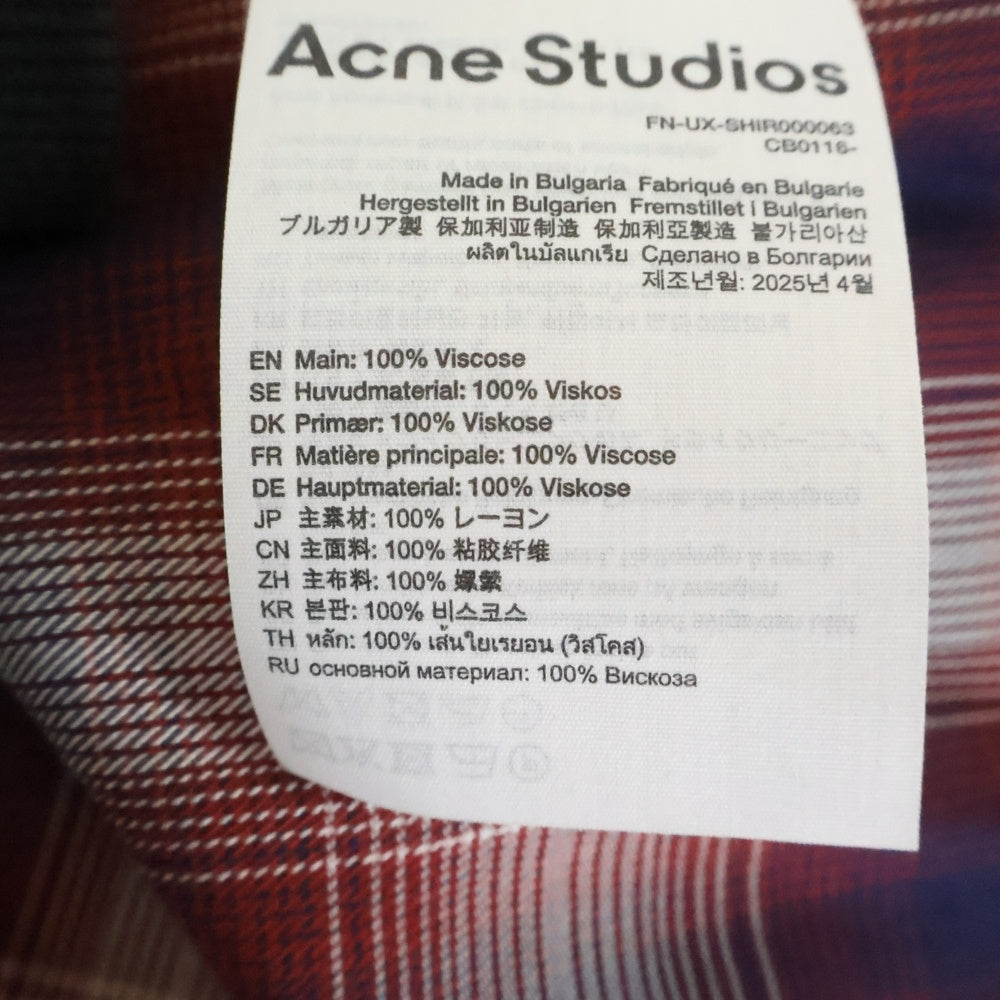 Acne Studios
FN-UX-SHIR000063
CB0116-
Made in Bulgaria Fabriqué en Bulgarie
Hergestellt in Bulgarien Fremstillet i Bulgarien
ブルガリア製 保加利亚制造 保加利亞製造 불가리아산
ผลิตในบัลแกเรีย Сделано в Болгарии
제조년월: 2025년 4월
EN Main: 100% Viscose
SE Huvudmaterial: 100% Viskos
DK Primær: 100% Viskose
FR Matière principale: 100% Viscose
DE Hauptmaterial: 100% Viskose
JP 主素材: 100% レーヨン
CN 主面料: 100% 粘胶纤维
ZH 主布料: 100% 嫘縈
KR 본판: 100% 비스코스
TH หลัก: 100% เส้นใยเรยอน (วิสโคส)
RU основной материал: 100% Вискоза